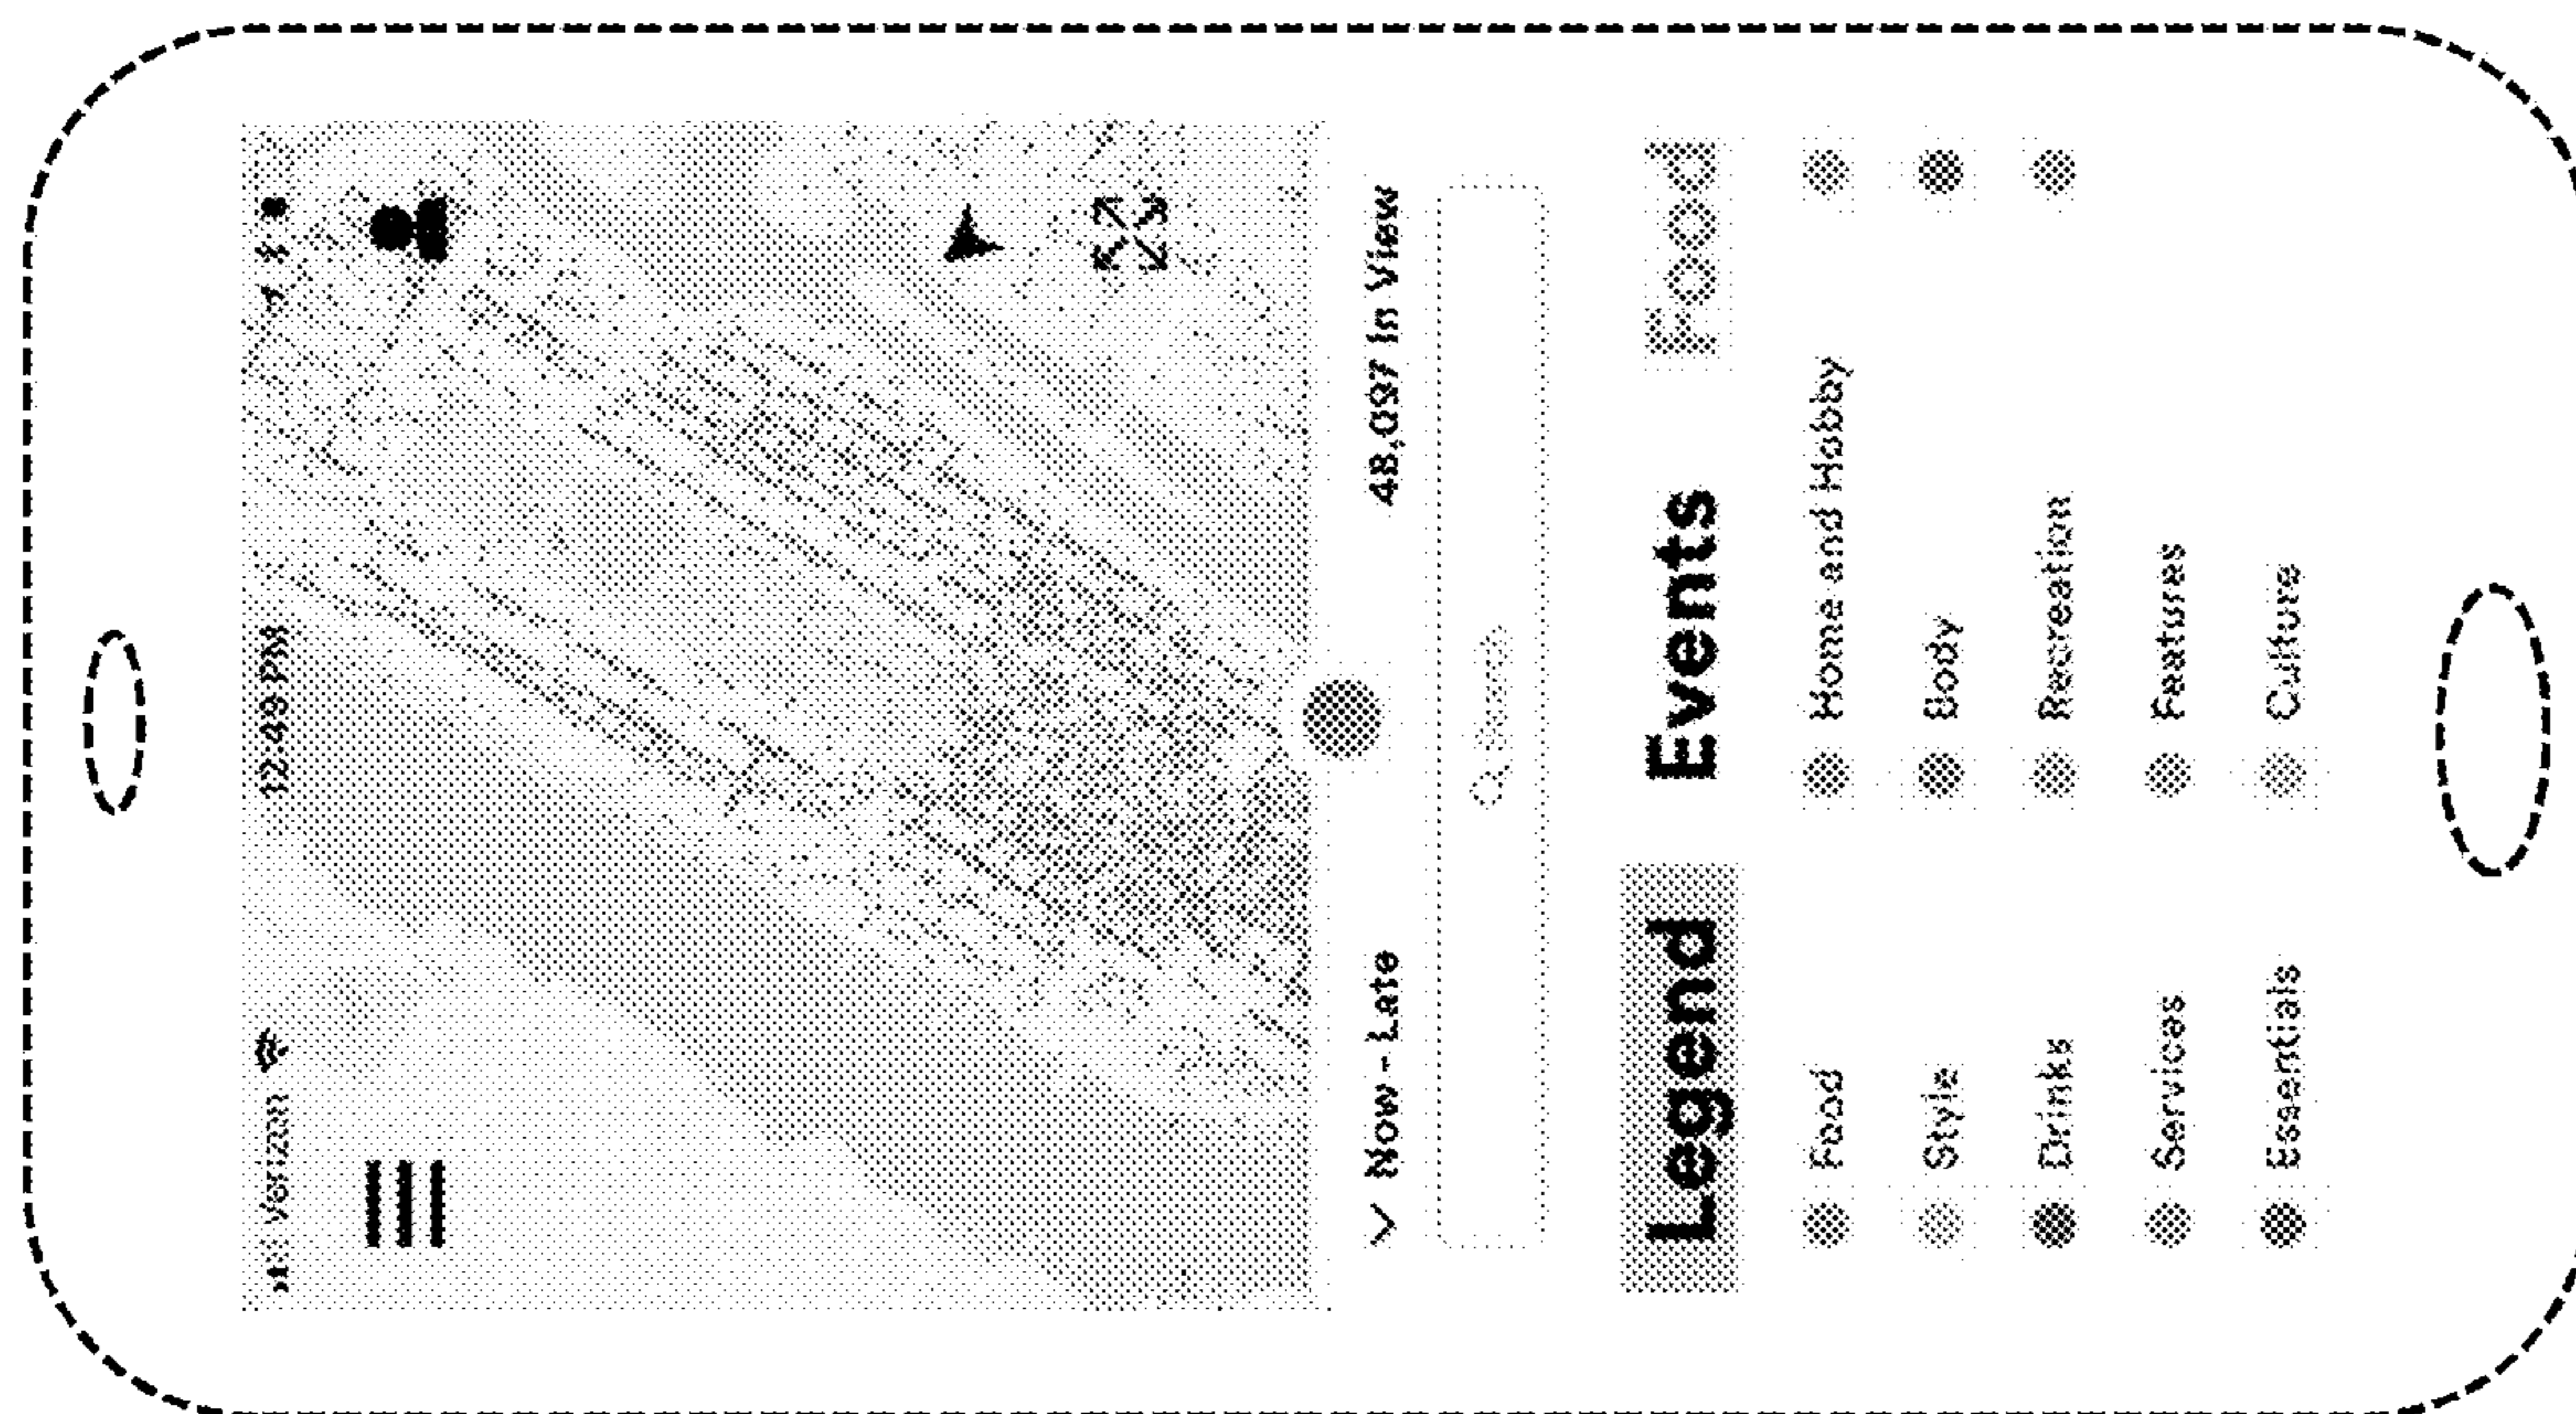 Verizon 12:49 PM
Now - Late 48,097 In View
Search
Legend Events Food
Food Home and Hobby
Style Body
Drinks Recreation
Services Features
Essentials Culture